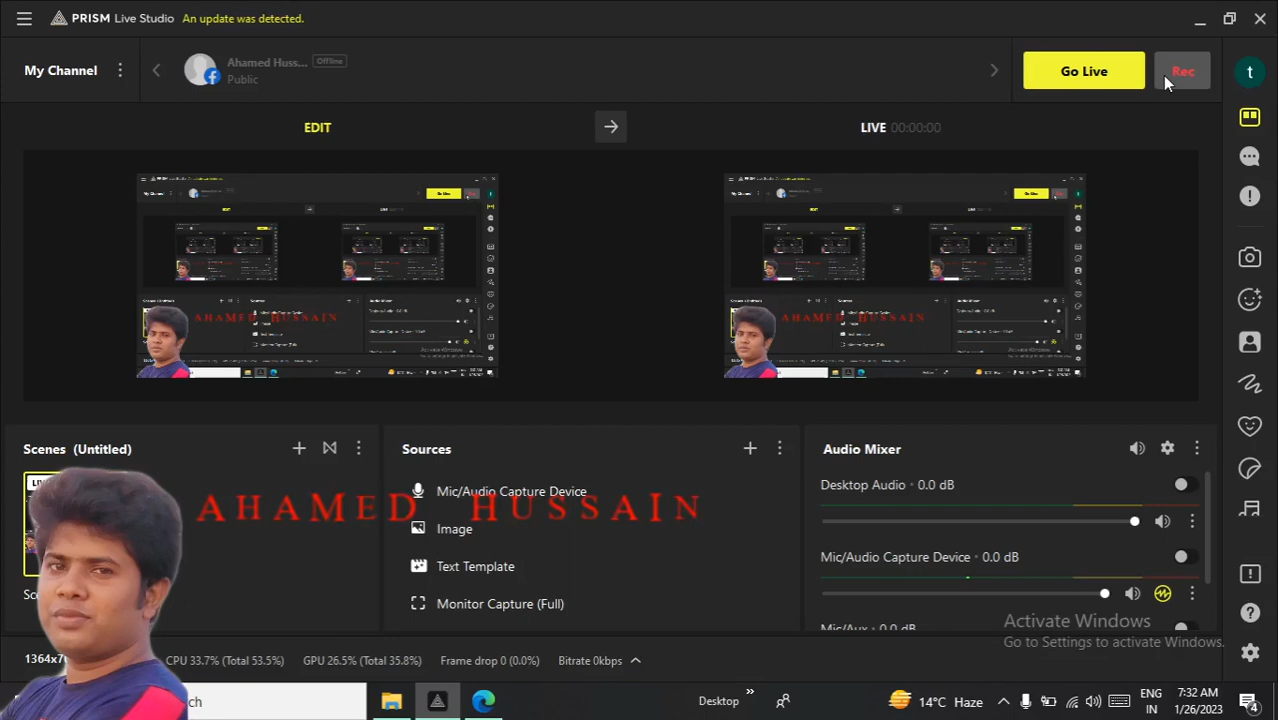 PRISM Live Studio An update was detected.
My Channel
Ahamed Huss... Offline
Public
Go Live
Rec
t
EDIT
LIVE 00:00:00
Scenes (Untitled)
Sources
Mic/Audio Capture Device
Image
Text Template
Monitor Capture (Full)
AHAMED HUSSAIN
Audio Mixer
Desktop Audio • 0.0 dB
Mic/Audio Capture Device • 0.0 dB
Mic/Aux • 0.0 dB
Activate Windows
Go to Settings to activate Windows.
CPU 33.7% (Total 53.5%) GPU 26.5% (Total 35.8%) Frame drop 0 (0.0%) Bitrate 0kbps
Desktop
14°C Haze
ENG
IN
7:32 AM
1/26/2023
4